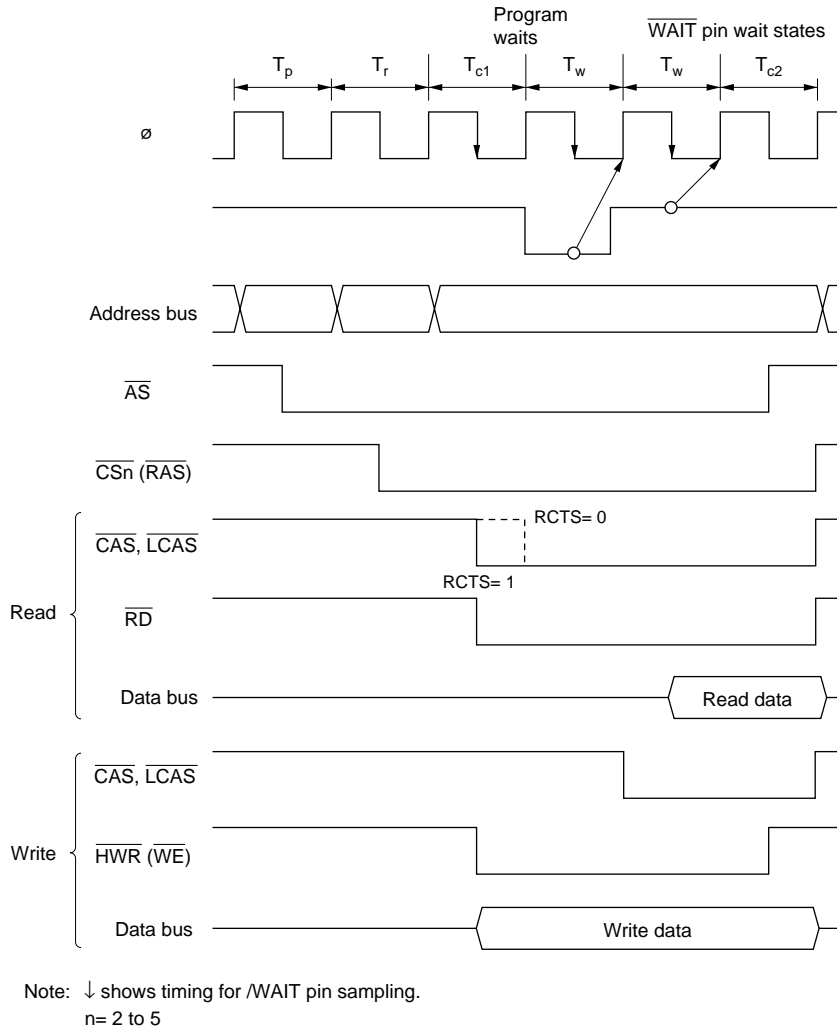 Program
waits
WAIT pin wait states
Tp Tr Tc1 Tw Tw Tc2
ø
Address bus
AS
CSn (RAS)
RCTS= 0
CAS, LCAS
RCTS= 1
Read
RD
Data bus
Read data
CAS, LCAS
Write
HWR (WE)
Data bus
Write data
Note: ↓ shows timing for /WAIT pin sampling.
n= 2 to 5